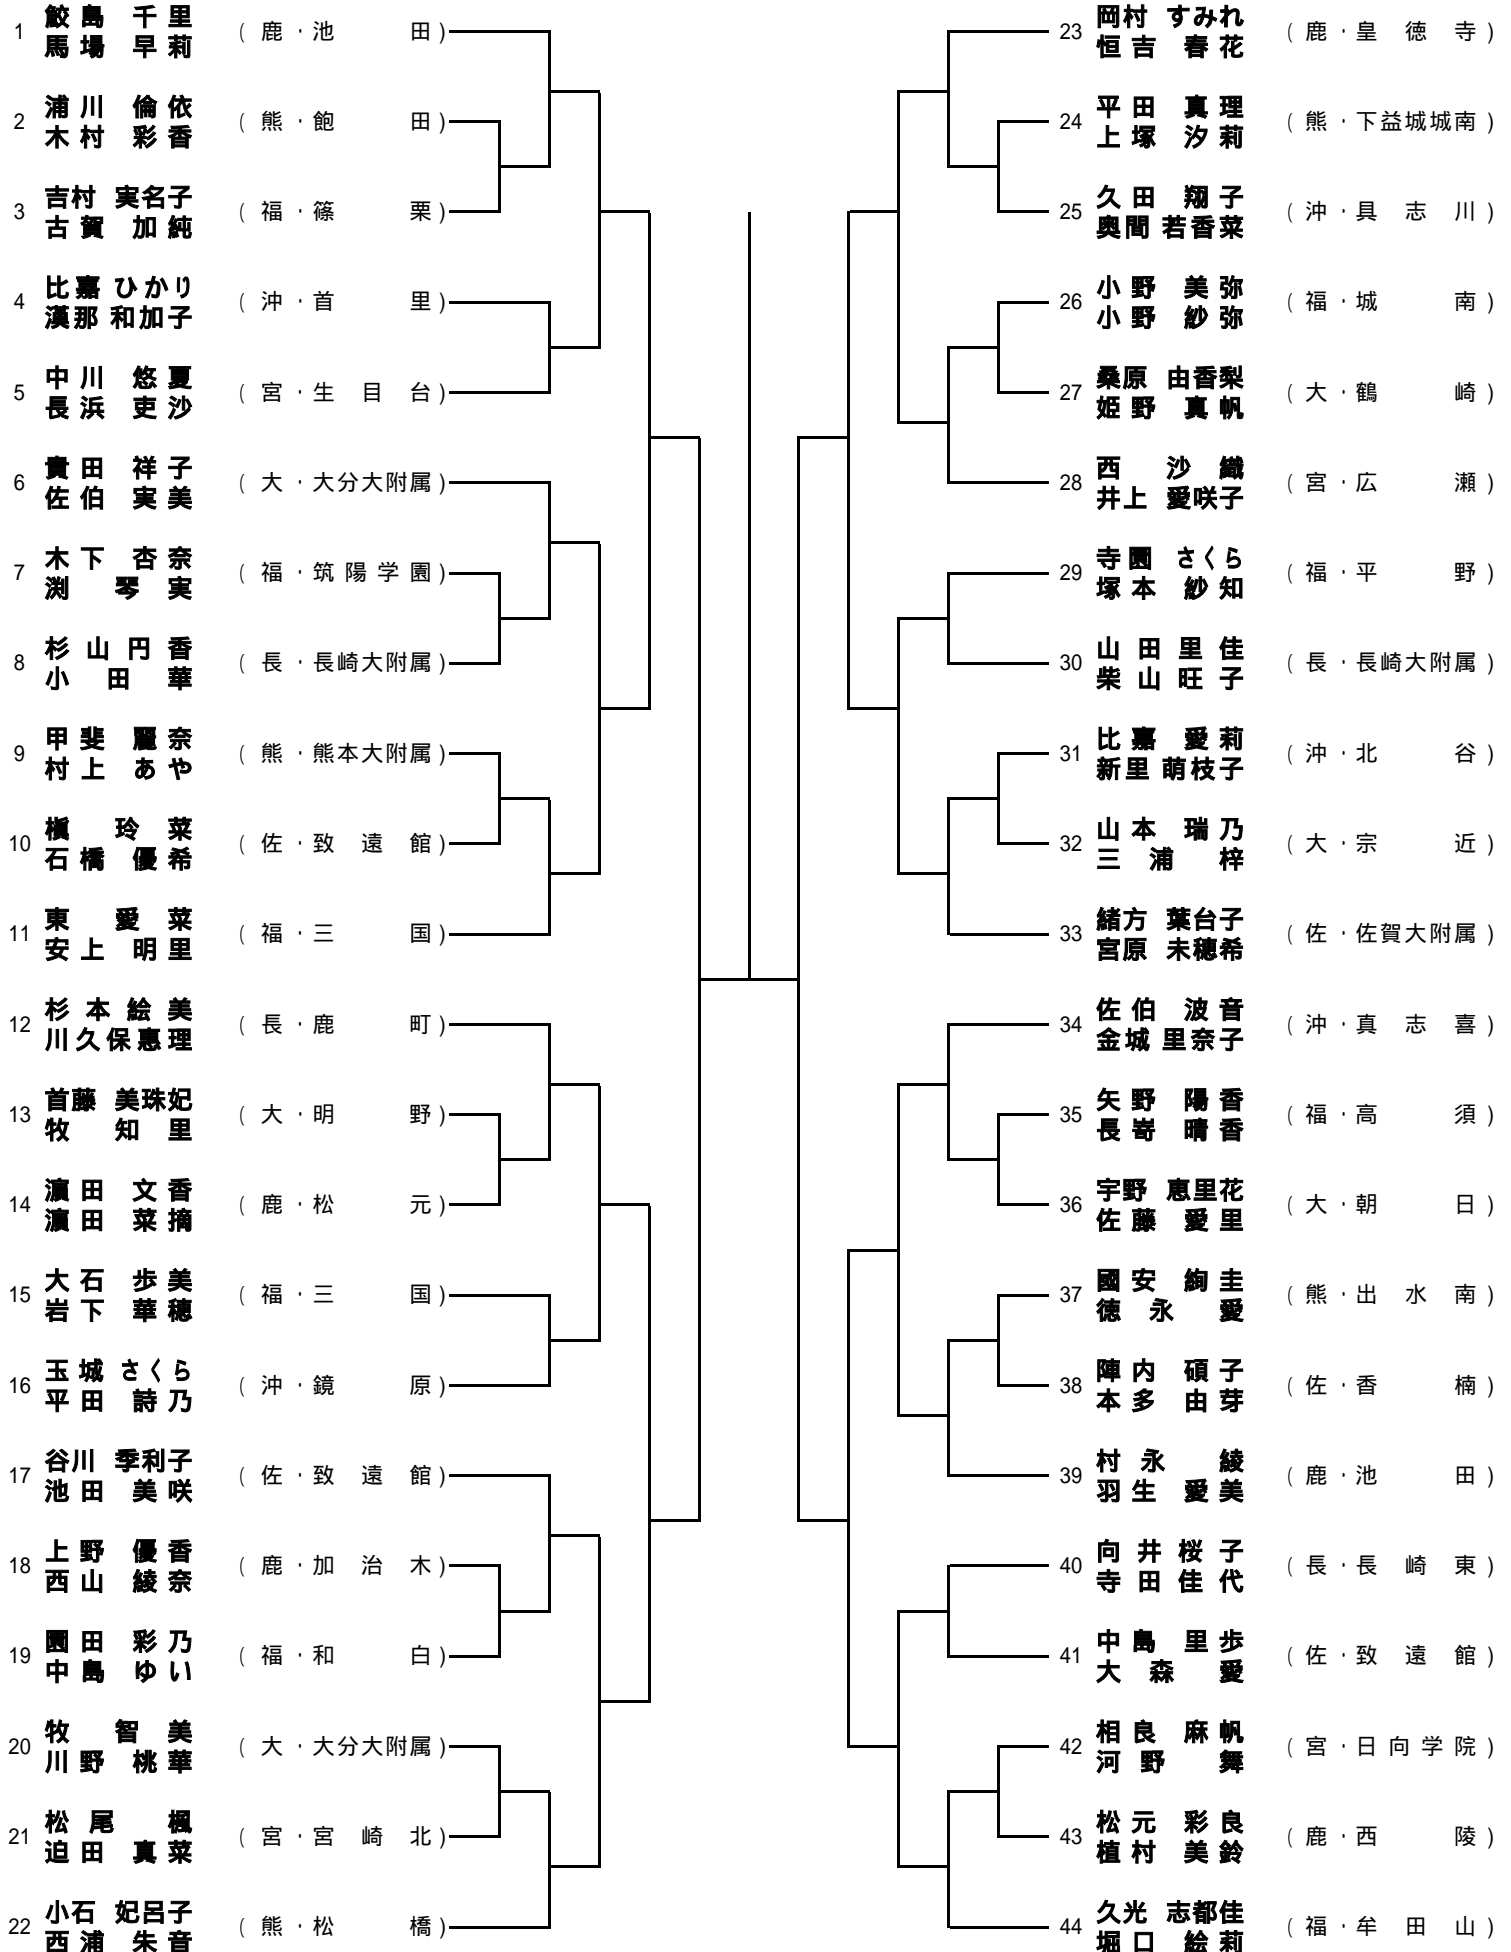 1 鮫島 千里 (鹿・池田)
馬場 早莉
2 浦川 倫依 (熊・飽田)
木村 彩香
3 吉村 実名子 (福・篠栗)
古賀 加純
4 比嘉 ひかり (沖・首里)
漢那 和加子
5 中川 悠夏 (宮・生目台)
長浜 吏沙
6 貴田 祥子 (大・大分大附属)
佐伯 実美
7 木下 杏奈 (福・筑陽学園)
渕 琴実
8 杉山 円香 (長・長崎大附属)
小田 華
9 甲斐 麗奈 (熊・熊本大附属)
村上 あや
10 槇 玲菜 (佐・致遠館)
石橋 優希
11 東 愛菜 (福・三国)
安上 明里
12 杉本 絵美 (長・鹿町)
川久保 惠理
13 首藤 美珠妃 (大・明野)
牧 知里
14 濵田 文香 (鹿・松元)
濵田 菜摘
15 大石 歩美 (福・三国)
岩下 華穂
16 玉城 さくら (沖・鏡原)
平田 詩乃
17 谷川 季利子 (佐・致遠館)
池田 美咲
18 上野 優香 (鹿・加治木)
西山 綾奈
19 園田 彩乃 (福・和白)
中島 ゆい
20 牧 智美 (大・大分大附属)
川野 桃華
21 松尾 楓 (宮・宮崎北)
迫田 真菜
22 小石 妃呂子 (熊・松橋)
西浦 朱音
23 岡村 すみれ (鹿・皇徳寺)
恒吉 春花
24 平田 真理 (熊・下益城城南)
上塚 汐莉
25 久田 翔子 (沖・具志川)
奥間 若香菜
26 小野 美弥 (福・城南)
小野 紗弥
27 桑原 由香梨 (大・鶴崎)
姫野 真帆
28 西 沙織 (宮・広瀬)
井上 愛咲子
29 寺園 さくら (福・平野)
塚本 紗知
30 山田 里佳 (長・長崎大附属)
柴山 旺子
31 比嘉 愛莉 (沖・北谷)
新里 萌枝子
32 山本 瑞乃 (大・宗近)
三浦 梓
33 緒方 葉台子 (佐・佐賀大附属)
宮原 未穂希
34 佐伯 波音 (沖・真志喜)
金城 里奈子
35 矢野 陽香 (福・高須)
長嵜 晴香
36 宇野 恵里花 (大・朝日)
佐藤 愛里
37 國安 絢圭 (熊・出水南)
徳永 愛
38 陣内 碩子 (佐・香楠)
本多 由芽
39 村永 綾 (鹿・池田)
羽生 愛美
40 向井 桜子 (長・長崎東)
寺田 佳代
41 中島 里歩 (佐・致遠館)
大森 愛
42 相良 麻帆 (宮・日向学院)
河野 舞
43 松元 彩良 (鹿・西陵)
植村 美鈴
44 久光 志都佳 (福・牟田山)
堀口 絵莉